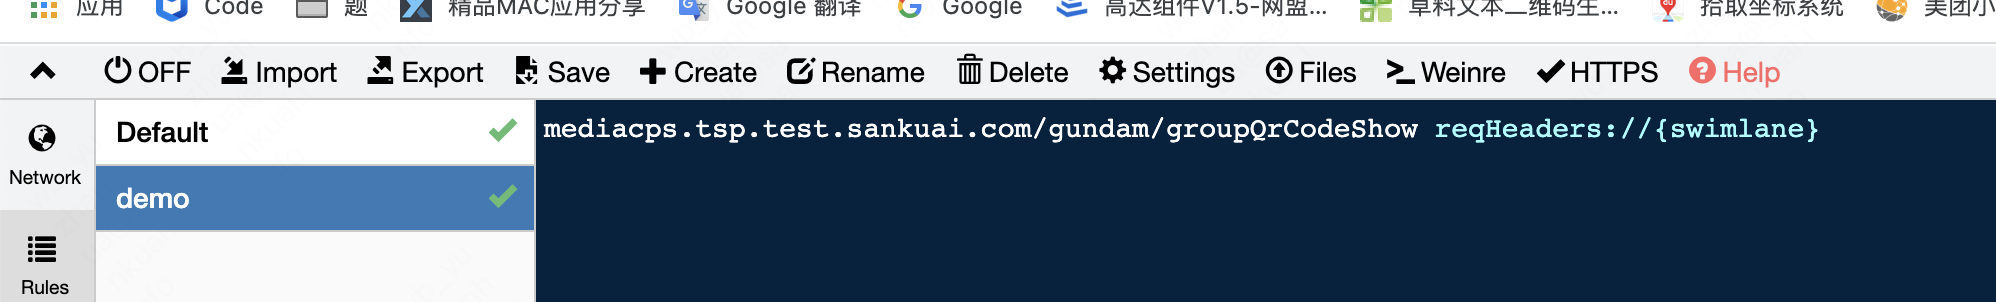 应用 Code 题 精品MAC应用分享 Google 翻译 Google 高达组件V1.5-网盟... 草料文本二维码生... 拾取坐标系统 美团小
OFF Import Export Save Create Rename Delete Settings Files Weinre HTTPS Help
Default
mediacps.tsp.test.sankuai.com/gundam/groupQrCodeShow reqHeaders://{swimlane}
Network
demo
Rules